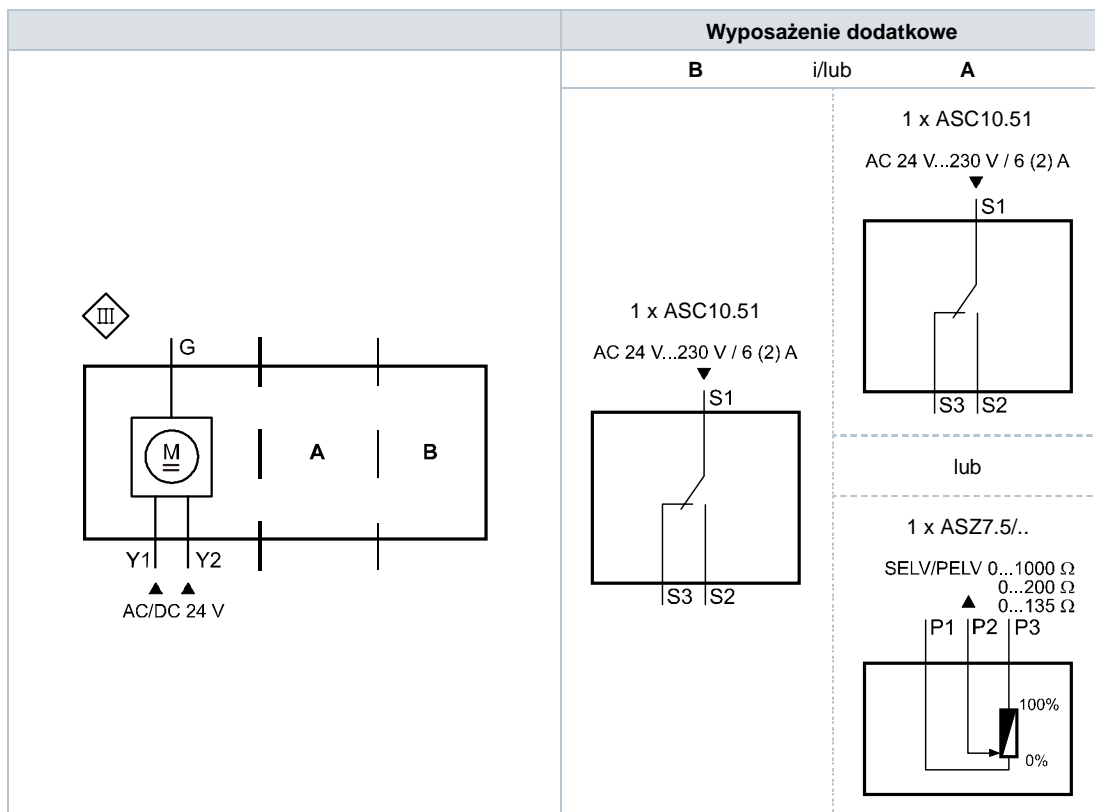 Wyposażenie dodatkowe
B i/lub A
III
G
M
A
B
Y1 Y2
AC/DC 24 V
1 x ASC10.51
AC 24 V...230 V / 6 (2) A
S1
S3 S2
1 x ASC10.51
AC 24 V...230 V / 6 (2) A
S1
S3 S2
lub
1 x ASZ7.5/..
SELV/PELV 0...1000 Ω
0...200 Ω
0...135 Ω
P1 P2 P3
100%
0%